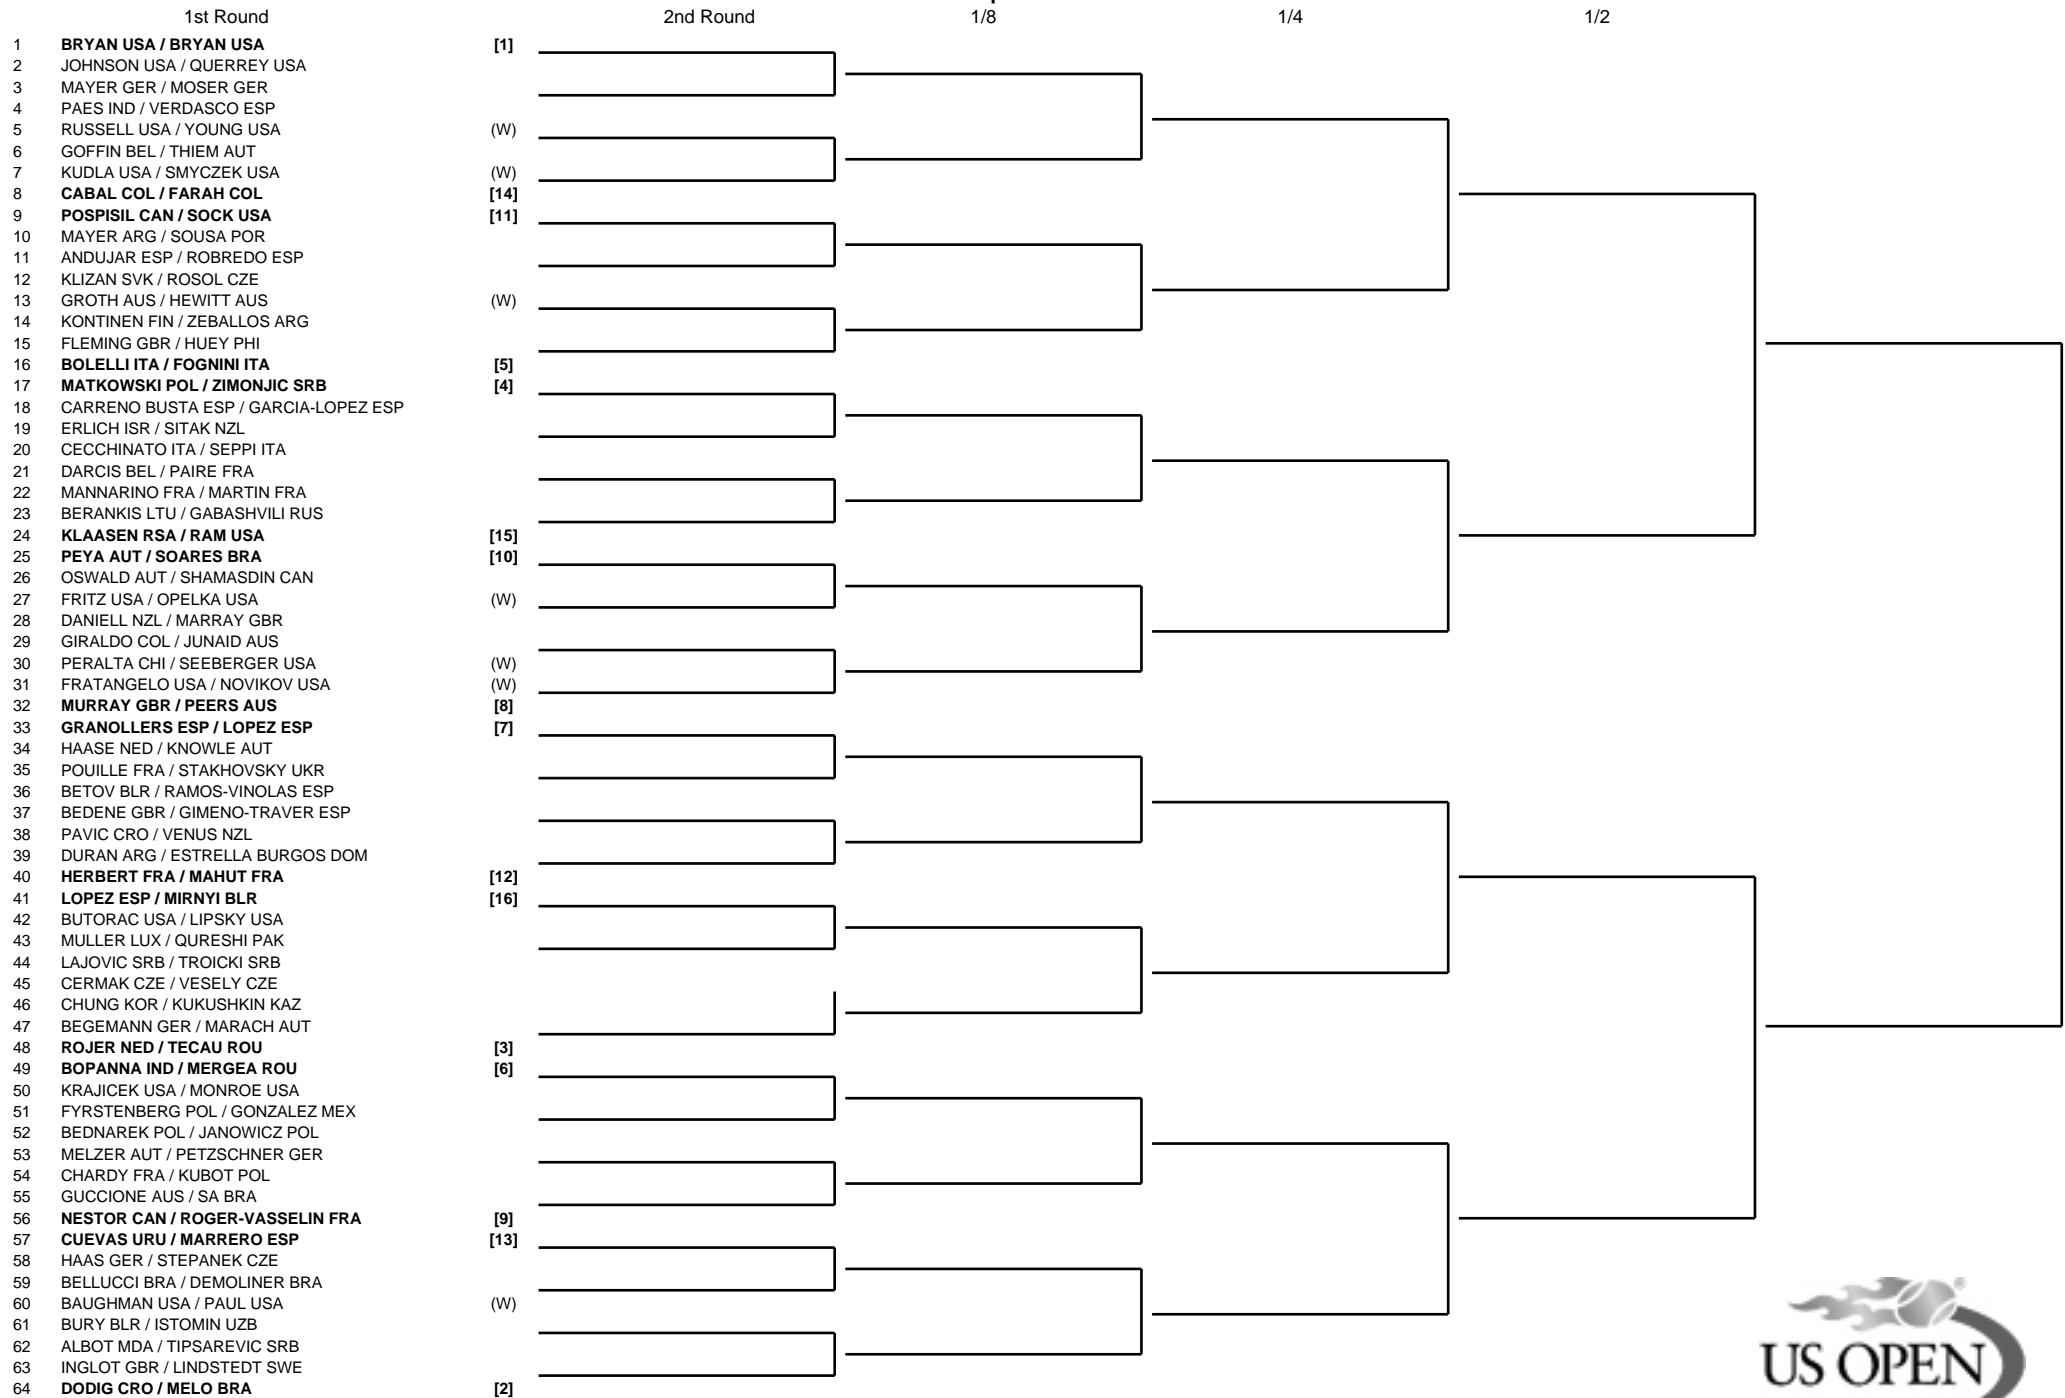 1st Round 2nd Round 1/8 1/4 1/2
1 BRYAN USA / BRYAN USA [1]
2 JOHNSON USA / QUERREY USA
3 MAYER GER / MOSER GER
4 PAES IND / VERDASCO ESP
5 RUSSELL USA / YOUNG USA (W)
6 GOFFIN BEL / THIEM AUT
7 KUDLA USA / SMYCZEK USA (W)
8 CABAL COL / FARAH COL [14]
9 POSPISIL CAN / SOCK USA [11]
10 MAYER ARG / SOUSA POR
11 ANDUJAR ESP / ROBREDO ESP
12 KLIZAN SVK / ROSOL CZE
13 GROTH AUS / HEWITT AUS (W)
14 KONTINEN FIN / ZEBALLOS ARG
15 FLEMING GBR / HUEY PHI
16 BOLELLI ITA / FOGNINI ITA [5]
17 MATKOWSKI POL / ZIMONJIC SRB [4]
18 CARRENO BUSTA ESP / GARCIA-LOPEZ ESP
19 ERLICH ISR / SITAK NZL
20 CECCHINATO ITA / SEPPI ITA
21 DARCIS BEL / PAIRE FRA
22 MANNARINO FRA / MARTIN FRA
23 BERANKIS LTU / GABASHVILI RUS
24 KLAASEN RSA / RAM USA [15]
25 PEYA AUT / SOARES BRA [10]
26 OSWALD AUT / SHAMASDIN CAN
27 FRITZ USA / OPELKA USA (W)
28 DANIELL NZL / MARRAY GBR
29 GIRALDO COL / JUNAID AUS
30 PERALTA CHI / SEEBERGER USA (W)
31 FRATANGELO USA / NOVIKOV USA (W)
32 MURRAY GBR / PEERS AUS [8]
33 GRANOLLERS ESP / LOPEZ ESP [7]
34 HAASE NED / KNOWLE AUT
35 POUILLE FRA / STAKHOVSKY UKR
36 BETOV BLR / RAMOS-VINOLAS ESP
37 BEDENE GBR / GIMENO-TRAVER ESP
38 PAVIC CRO / VENUS NZL
39 DURAN ARG / ESTRELLA BURGOS DOM
40 HERBERT FRA / MAHUT FRA [12]
41 LOPEZ ESP / MIRNYI BLR [16]
42 BUTORAC USA / LIPSKY USA
43 MULLER LUX / QURESHI PAK
44 LAJOVIC SRB / TROICKI SRB
45 CERMAK CZE / VESELY CZE
46 CHUNG KOR / KUKUSHKIN KAZ
47 BEGEMANN GER / MARACH AUT
48 ROJER NED / TECAU ROU [3]
49 BOPANNA IND / MERGEA ROU [6]
50 KRAJICEK USA / MONROE USA
51 FYRSTENBERG POL / GONZALEZ MEX
52 BEDNAREK POL / JANOWICZ POL
53 MELZER AUT / PETZSCHNER GER
54 CHARDY FRA / KUBOT POL
55 GUCCIONE AUS / SA BRA
56 NESTOR CAN / ROGER-VASSELIN FRA [9]
57 CUEVAS URU / MARRERO ESP [13]
58 HAAS GER / STEPANEK CZE
59 BELLUCCI BRA / DEMOLINER BRA
60 BAUGHMAN USA / PAUL USA (W)
61 BURY BLR / ISTOMIN UZB
62 ALBOT MDA / TIPSAREVIC SRB
63 INGLOT GBR / LINDSTEDT SWE
64 DODIG CRO / MELO BRA [2]
US OPEN